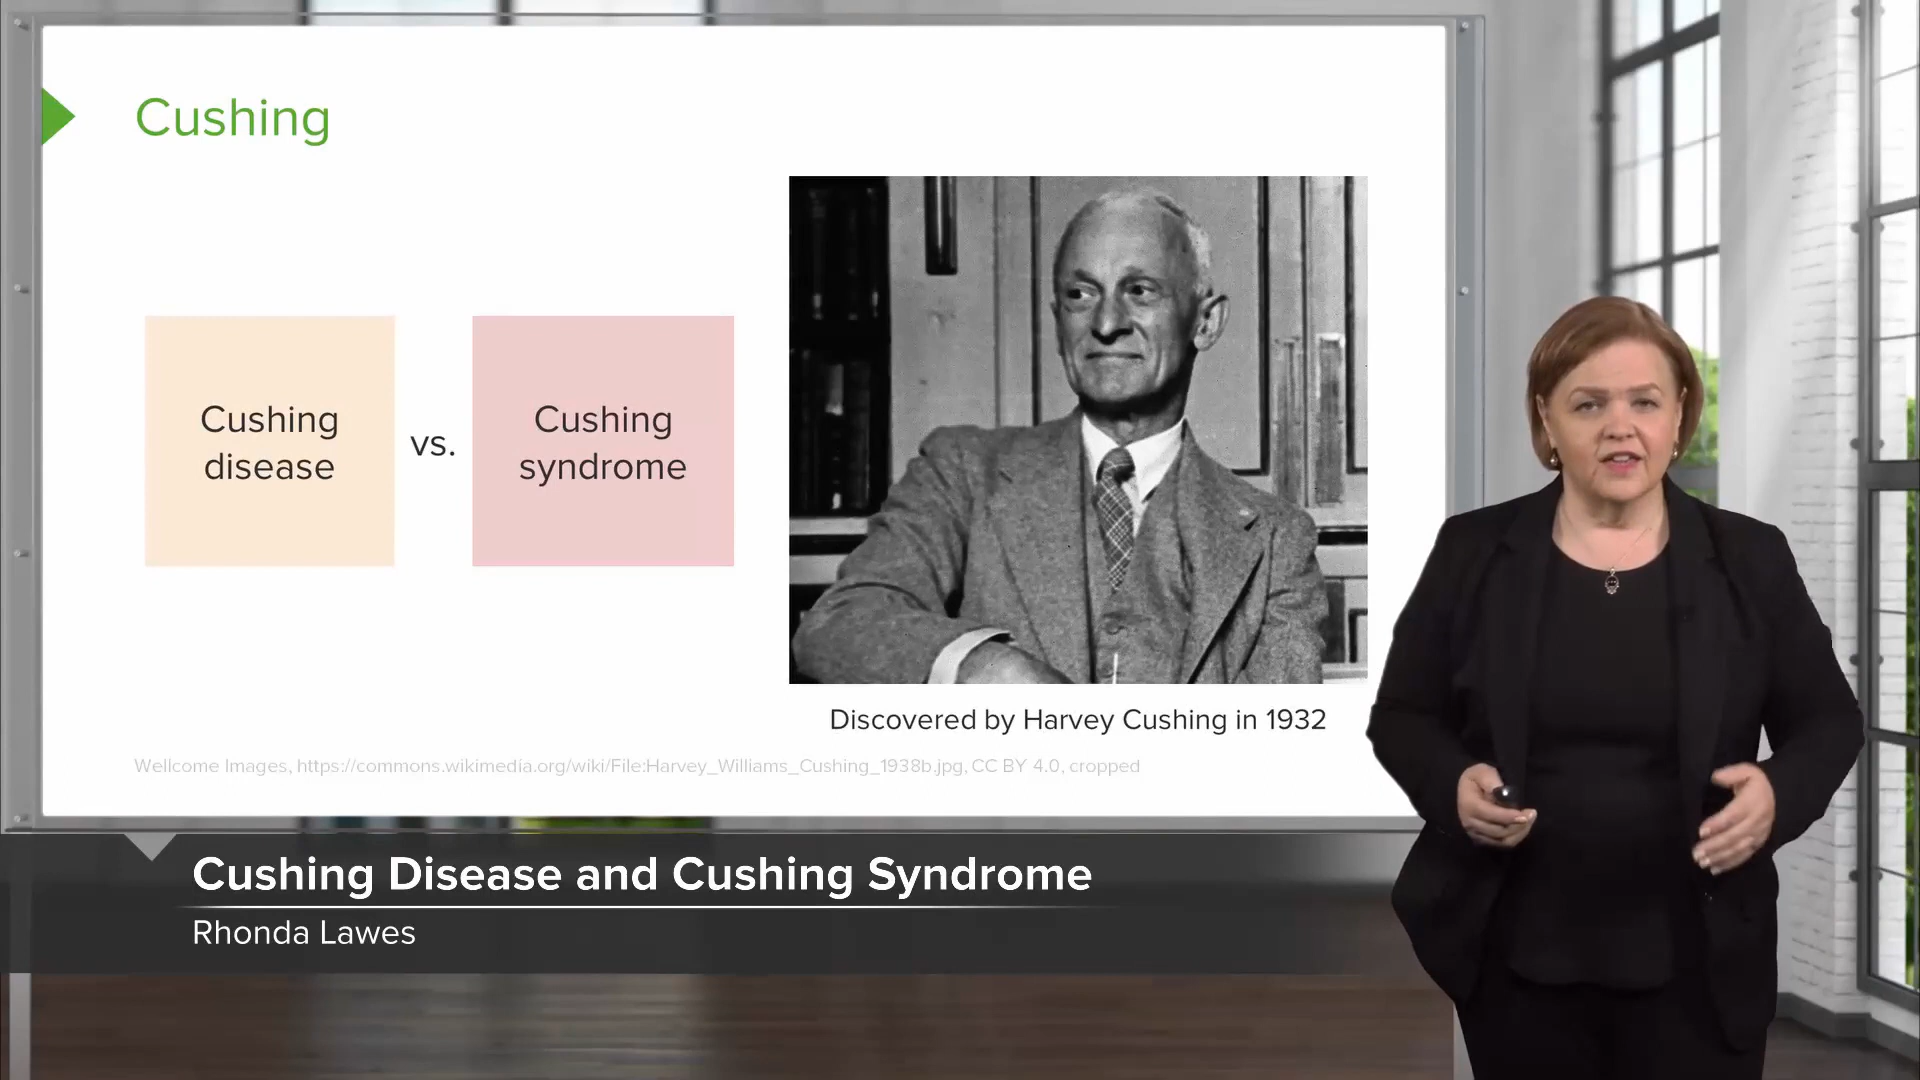 Cushing
Cushing
disease
vs.
Cushing
syndrome
Discovered by Harvey Cushing in 1932
Wellcome Images, https://commons.wikimedia.org/wiki/File:Harvey_Williams_Cushing_1938b.jpg, CC BY 4.0, cropped
Cushing Disease and Cushing Syndrome
Rhonda Lawes